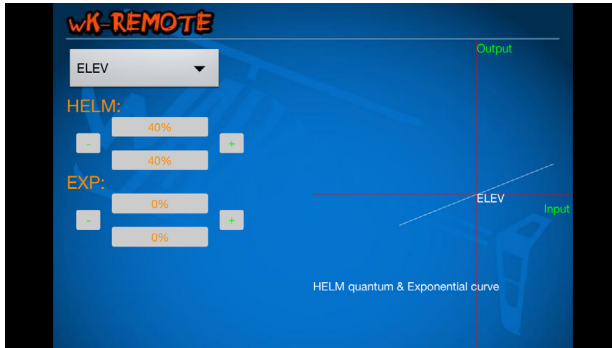 wK-REMOTE
ELEV
HELM:
40%
-
+
40%
EXP:
0%
-
+
0%
Output
ELEV
Input
HELM quantum & Exponential curve